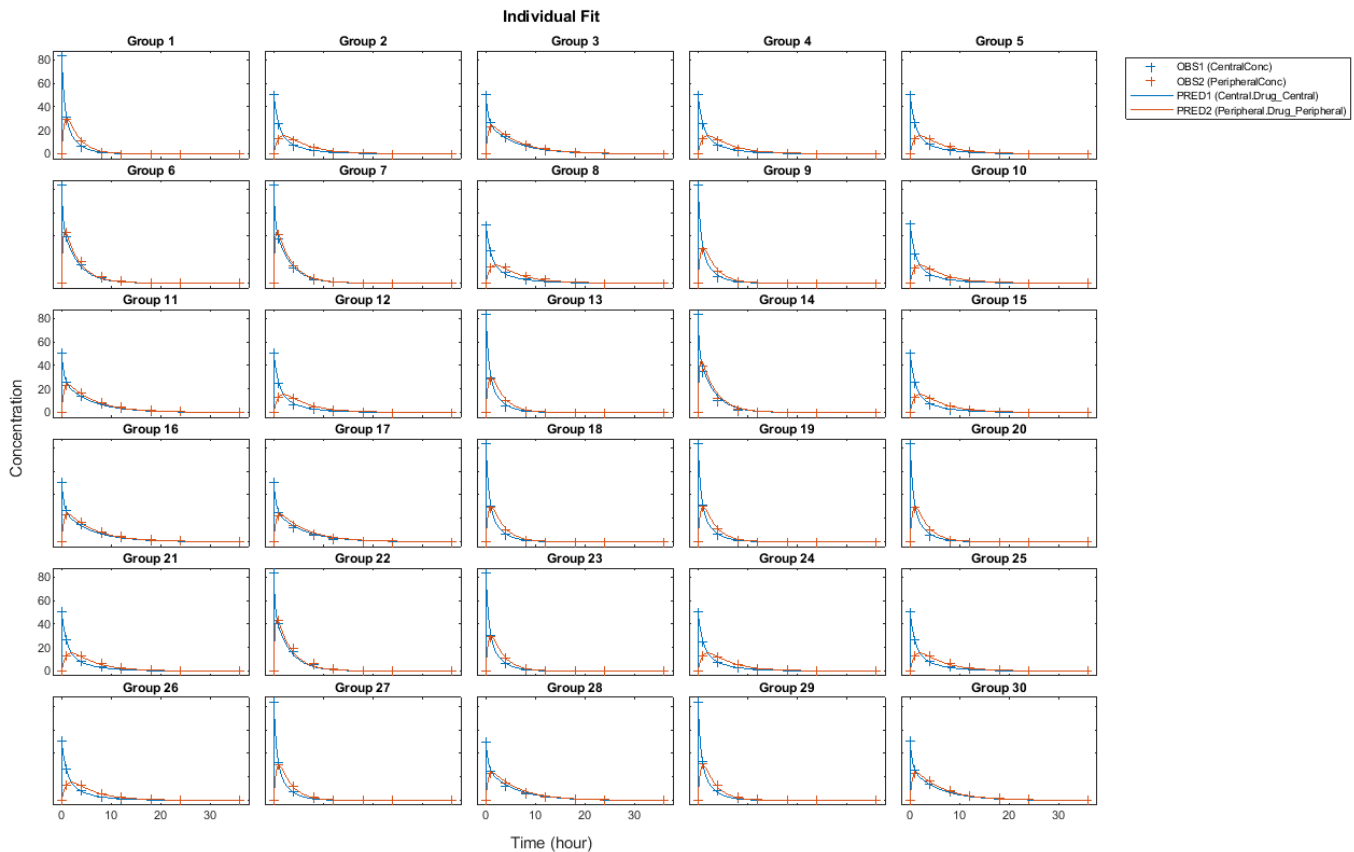 Individual Fit
Group 1 Group 2 Group 3 Group 4 Group 5
80
60
40
20
0
OBS1 (CentralConc)
OBS2 (PeripheralConc)
PRED1 (Central.Drug_Central)
PRED2 (Peripheral.Drug_Peripheral)
Group 6 Group 7 Group 8 Group 9 Group 10
Group 11 Group 12 Group 13 Group 14 Group 15
80
60
40
20
0
Concentration
Group 16 Group 17 Group 18 Group 19 Group 20
Group 21 Group 22 Group 23 Group 24 Group 25
80
60
40
20
0
Group 26 Group 27 Group 28 Group 29 Group 30
0 10 20 30 0 10 20 30 0 10 20 30
Time (hour)